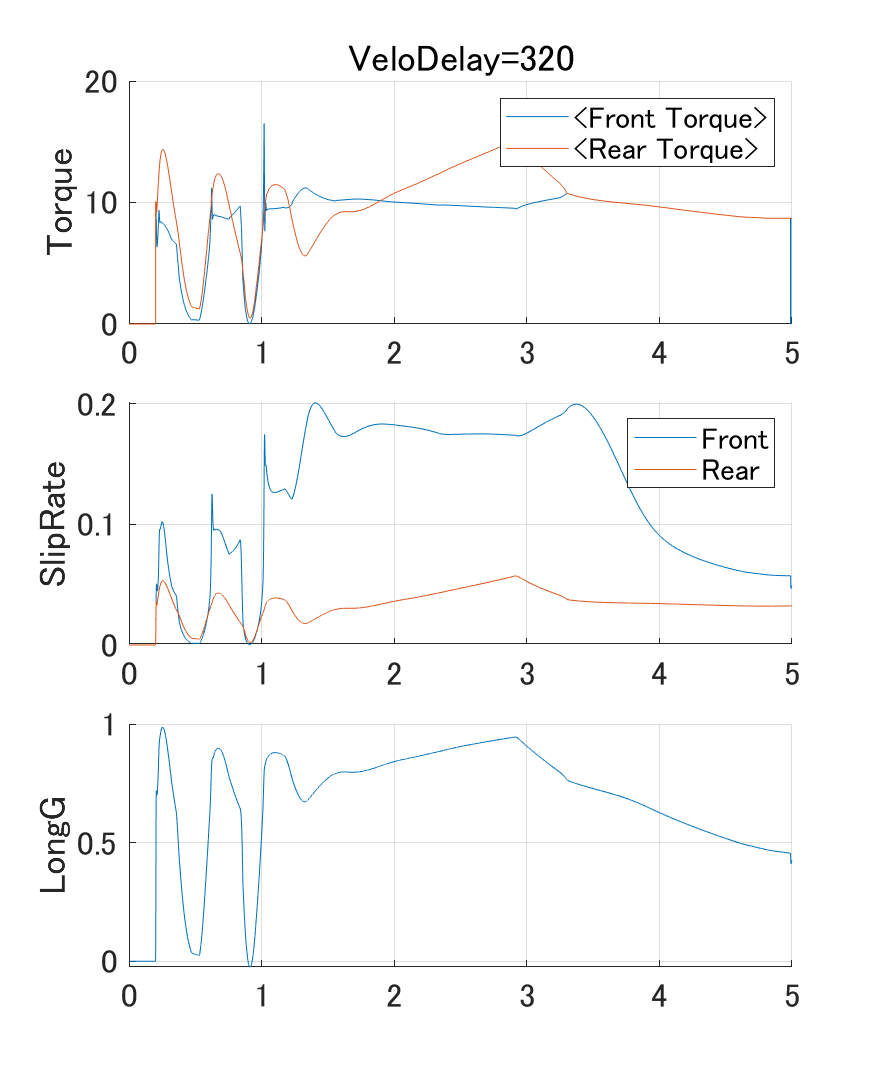 VeloDelay=320
20
10
0
Torque
<Front Torque>
<Rear Torque>
0 1 2 3 4 5
0.2
0.1
0
SlipRate
Front
Rear
0 1 2 3 4 5
1
0.5
0
LongG
0 1 2 3 4 5